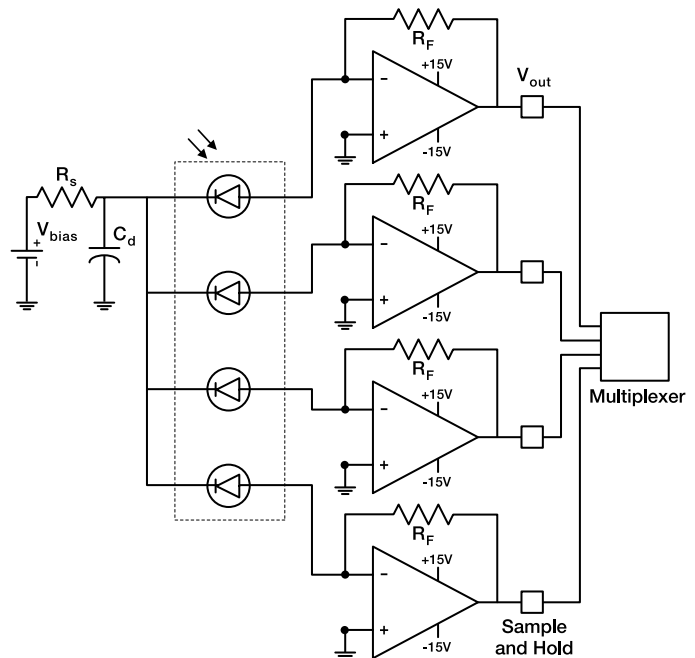 R_F
+15V
−
+
-15V
V_out
R_s
V_bias
+
-
C_d
R_F
+15V
−
+
-15V
R_F
+15V
−
+
-15V
Multiplexer
R_F
+15V
−
+
-15V
Sample
and Hold